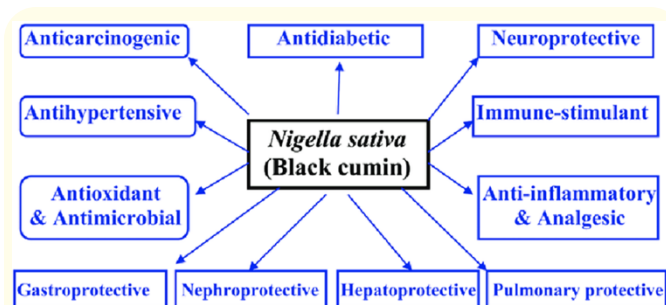 Anticarcinogenic
Antidiabetic
Neuroprotective
Antihypertensive
Nigella sativa
(Black cumin)
Immune-stimulant
Antioxidant
& Antimicrobial
Anti-inflammatory
& Analgesic
Gastroprotective
Nephroprotective
Hepatoprotective
Pulmonary protective